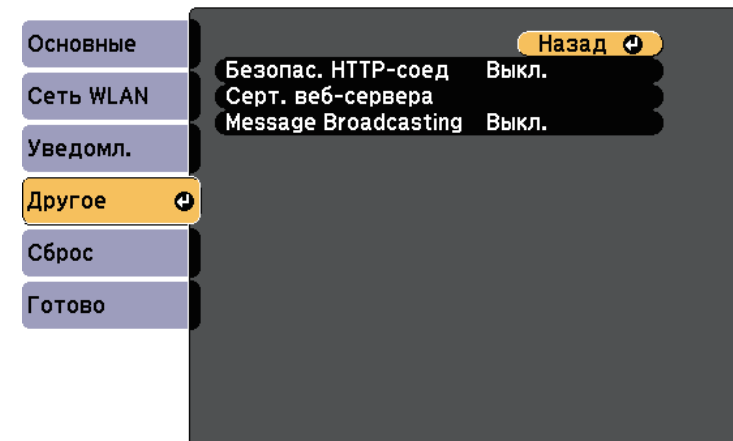 Основные
Сеть WLAN
Уведомл.
Другое
Сброс
Готово
Назад
Безопас. HTTP-соед Выкл.
Серт. веб-сервера
Message Broadcasting Выкл.